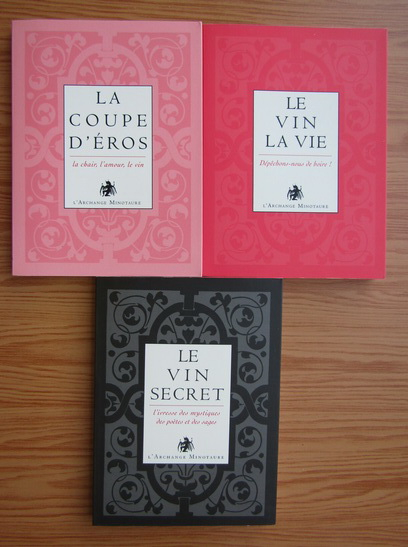 LA
COUPE
D'ÉROS
la chair, l'amour, le vin
L'ARCHANGE MINOTAURE
LE
VIN
LA VIE
Dépêchons-nous de boire !
L'ARCHANGE MINOTAURE
LE
VIN
SECRET
l'ivresse des mystiques
des poètes et des sages
L'ARCHANGE MINOTAURE